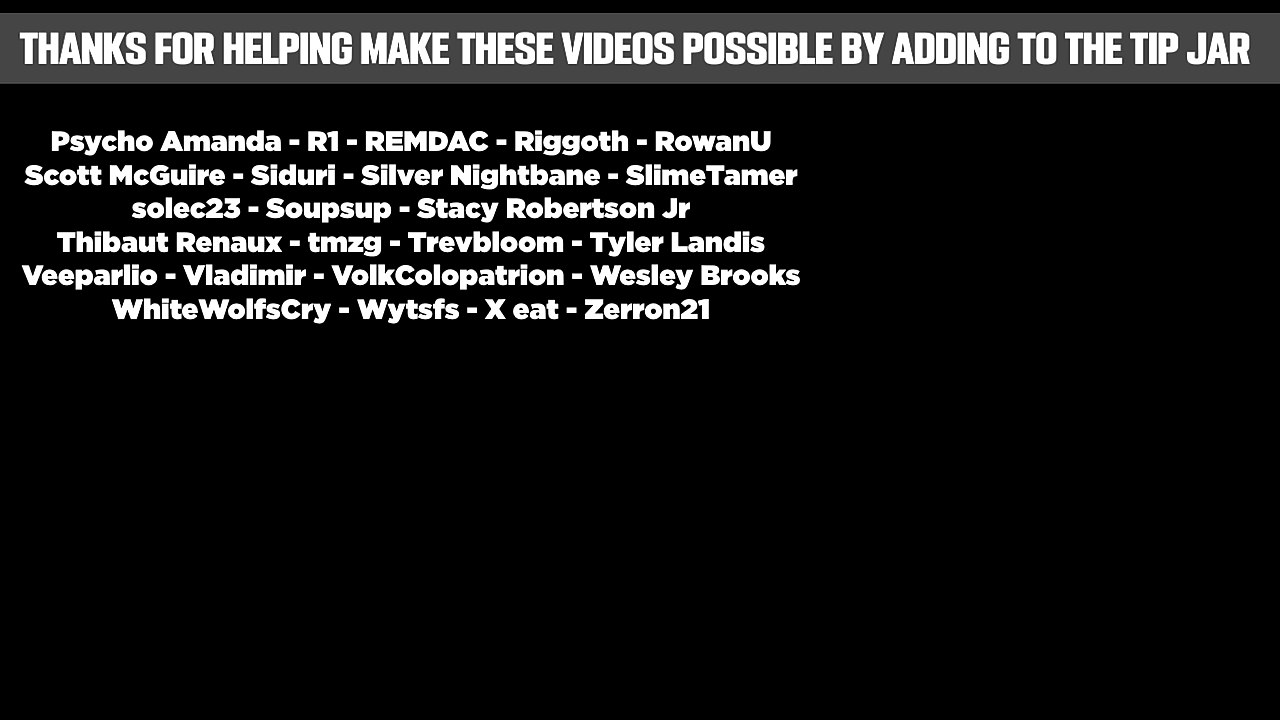 THANKS FOR HELPING MAKE THESE VIDEOS POSSIBLE BY ADDING TO THE TIP JAR
Psycho Amanda - R1 - REMDAC - Riggoth - RowanU
Scott McGuire - Siduri - Silver Nightbane - SlimeTamer
solec23 - Soupsup - Stacy Robertson Jr
Thibaut Renaux - tmzg - Trevbloom - Tyler Landis
Veeparlio - Vladimir - VolkColopatrion - Wesley Brooks
WhiteWolfsCry - Wytsfs - X eat - Zerron21